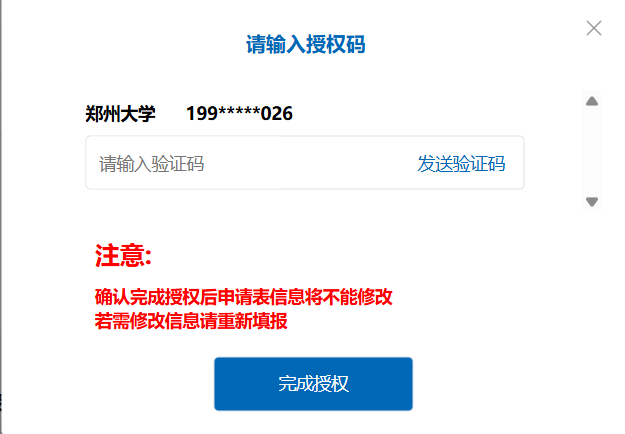 请输入授权码
郑州大学 199*****026
请输入验证码 发送验证码
注意:
确认完成授权后申请表信息将不能修改
若需修改信息请重新填报
完成授权